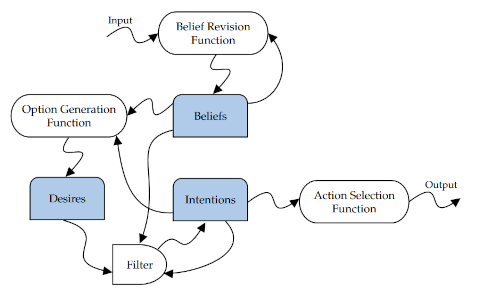 Input
Belief Revision
Function
Option Generation
Function
Beliefs
Desires
Intentions
Action Selection
Function
Output
Filter